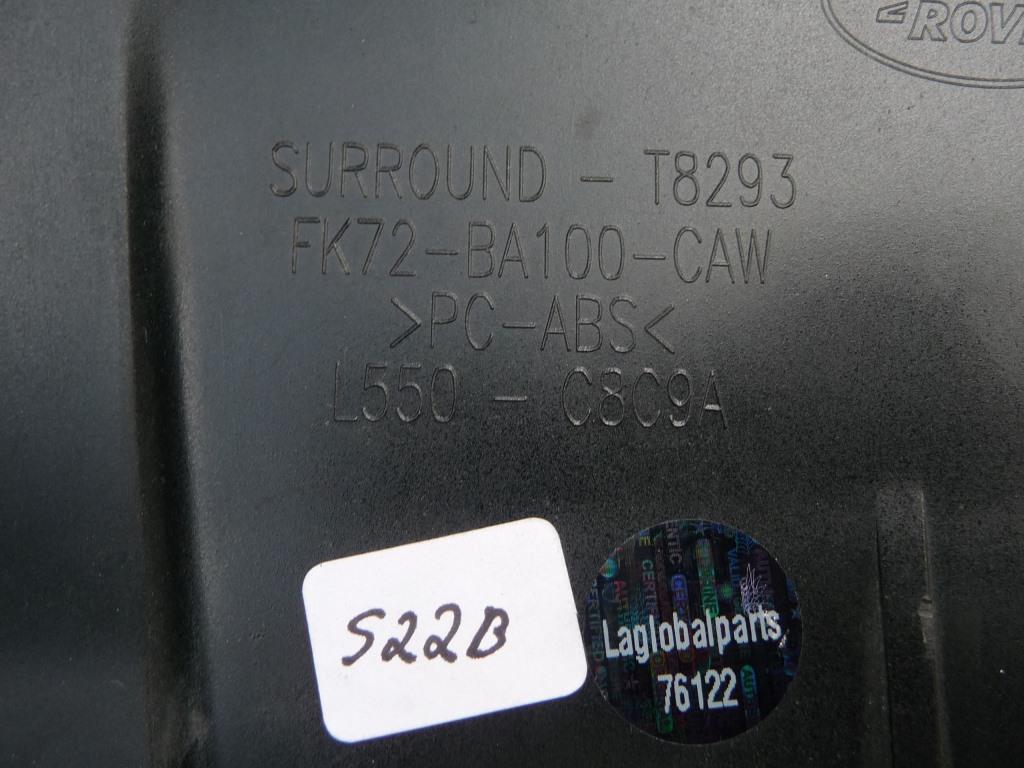 ROV
SURROUND - T8293
FK72-BA100-CAW
>PC-ABS<
L550 - C8C9A
S22B
Laglobalparts
76122